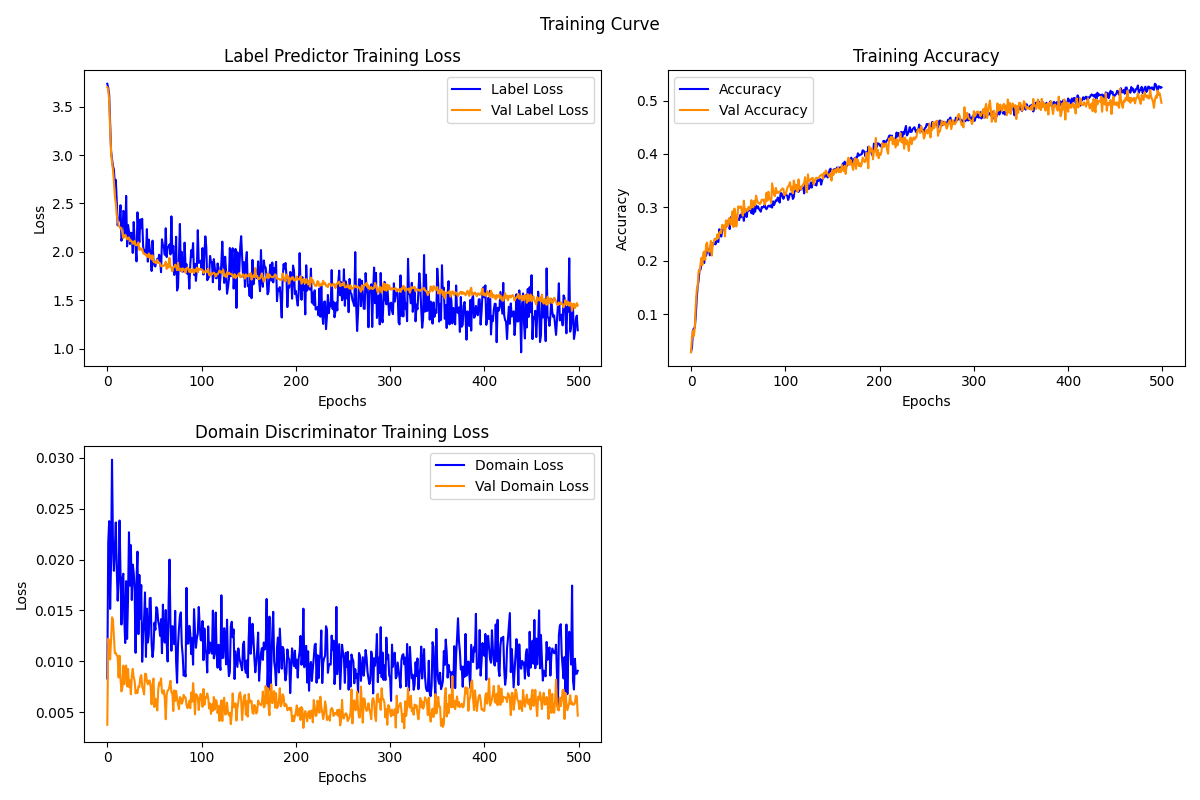 Training Curve
Label Predictor Training Loss
Label Loss
Val Label Loss
3.5
3.0
2.5
2.0
1.5
1.0
Loss
0 100 200 300 400 500
Epochs
Training Accuracy
Accuracy
Val Accuracy
0.5
0.4
0.3
0.2
0.1
Accuracy
0 100 200 300 400 500
Epochs
Domain Discriminator Training Loss
Domain Loss
Val Domain Loss
0.030
0.025
0.020
0.015
0.010
0.005
Loss
0 100 200 300 400 500
Epochs